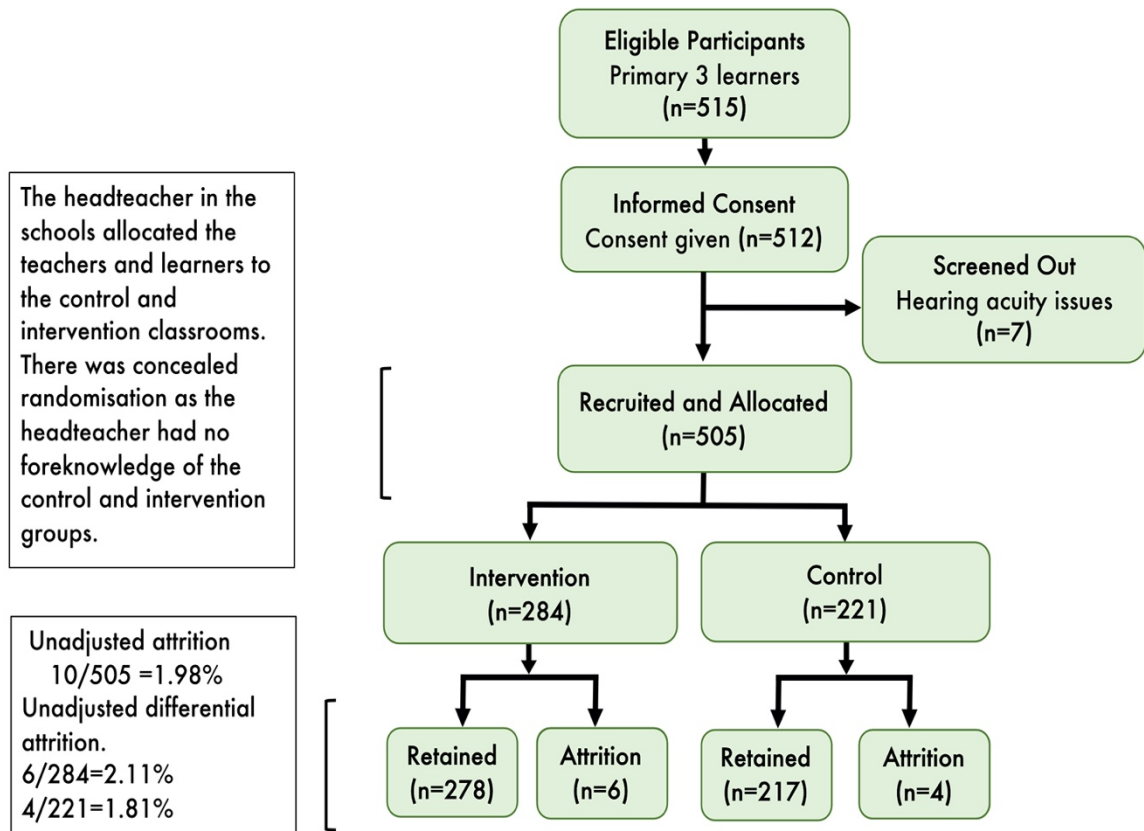 Eligible Participants
Primary 3 learners
(n=515)
Informed Consent
Consent given (n=512)
Screened Out
Hearing acuity issues
(n=7)
The headteacher in the
schools allocated the
teachers and learners to
the control and
intervention classrooms.
There was concealed
randomisation as the
headteacher had no
foreknowledge of the
control and intervention
groups.
Recruited and Allocated
(n=505)
Intervention
(n=284)
Control
(n=221)
Unadjusted attrition
10/505 =1.98%
Unadjusted differential
attrition.
6/284=2.11%
4/221=1.81%
Retained
(n=278)
Attrition
(n=6)
Retained
(n=217)
Attrition
(n=4)